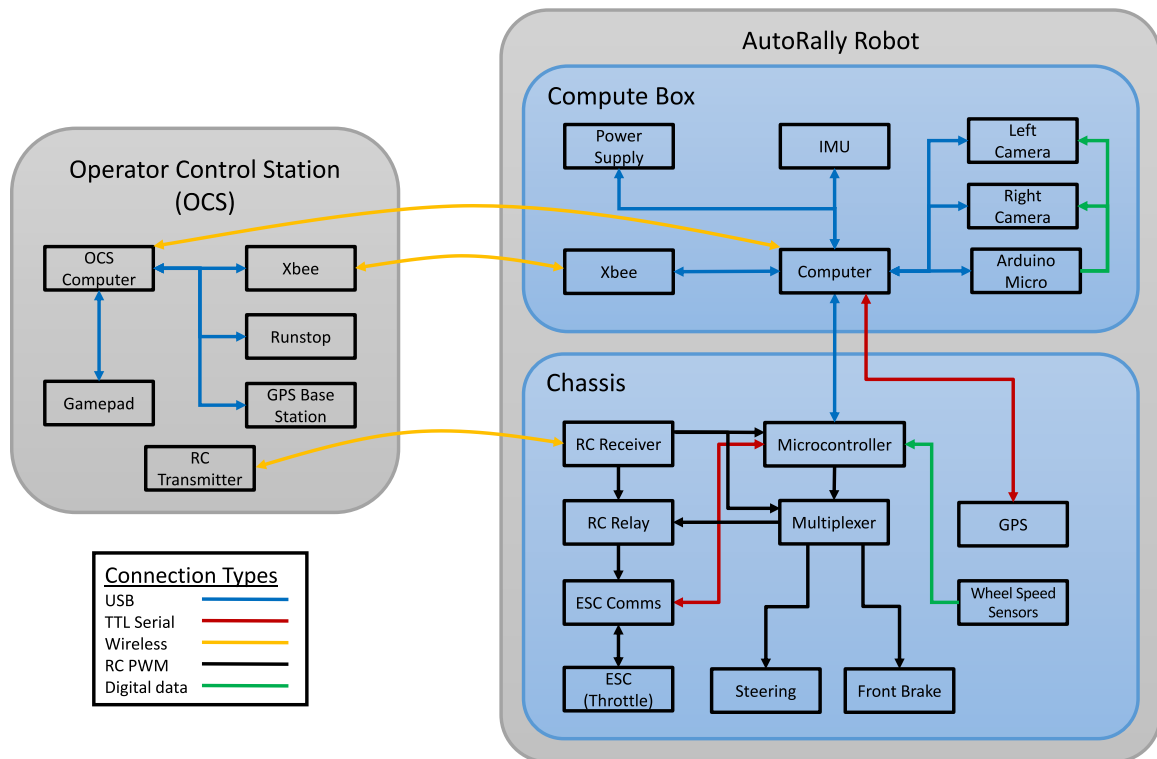 AutoRally Robot
Compute Box
Power
Supply
IMU
Left
Camera
Right
Camera
Xbee
Computer
Arduino
Micro
Operator Control Station
(OCS)
OCS
Computer
Xbee
Runstop
Gamepad
GPS Base
Station
RC
Transmitter
Chassis
RC Receiver
Microcontroller
RC Relay
Multiplexer
GPS
ESC Comms
Wheel Speed
Sensors
ESC
(Throttle)
Steering
Front Brake
Connection Types
USB
TTL Serial
Wireless
RC PWM
Digital data